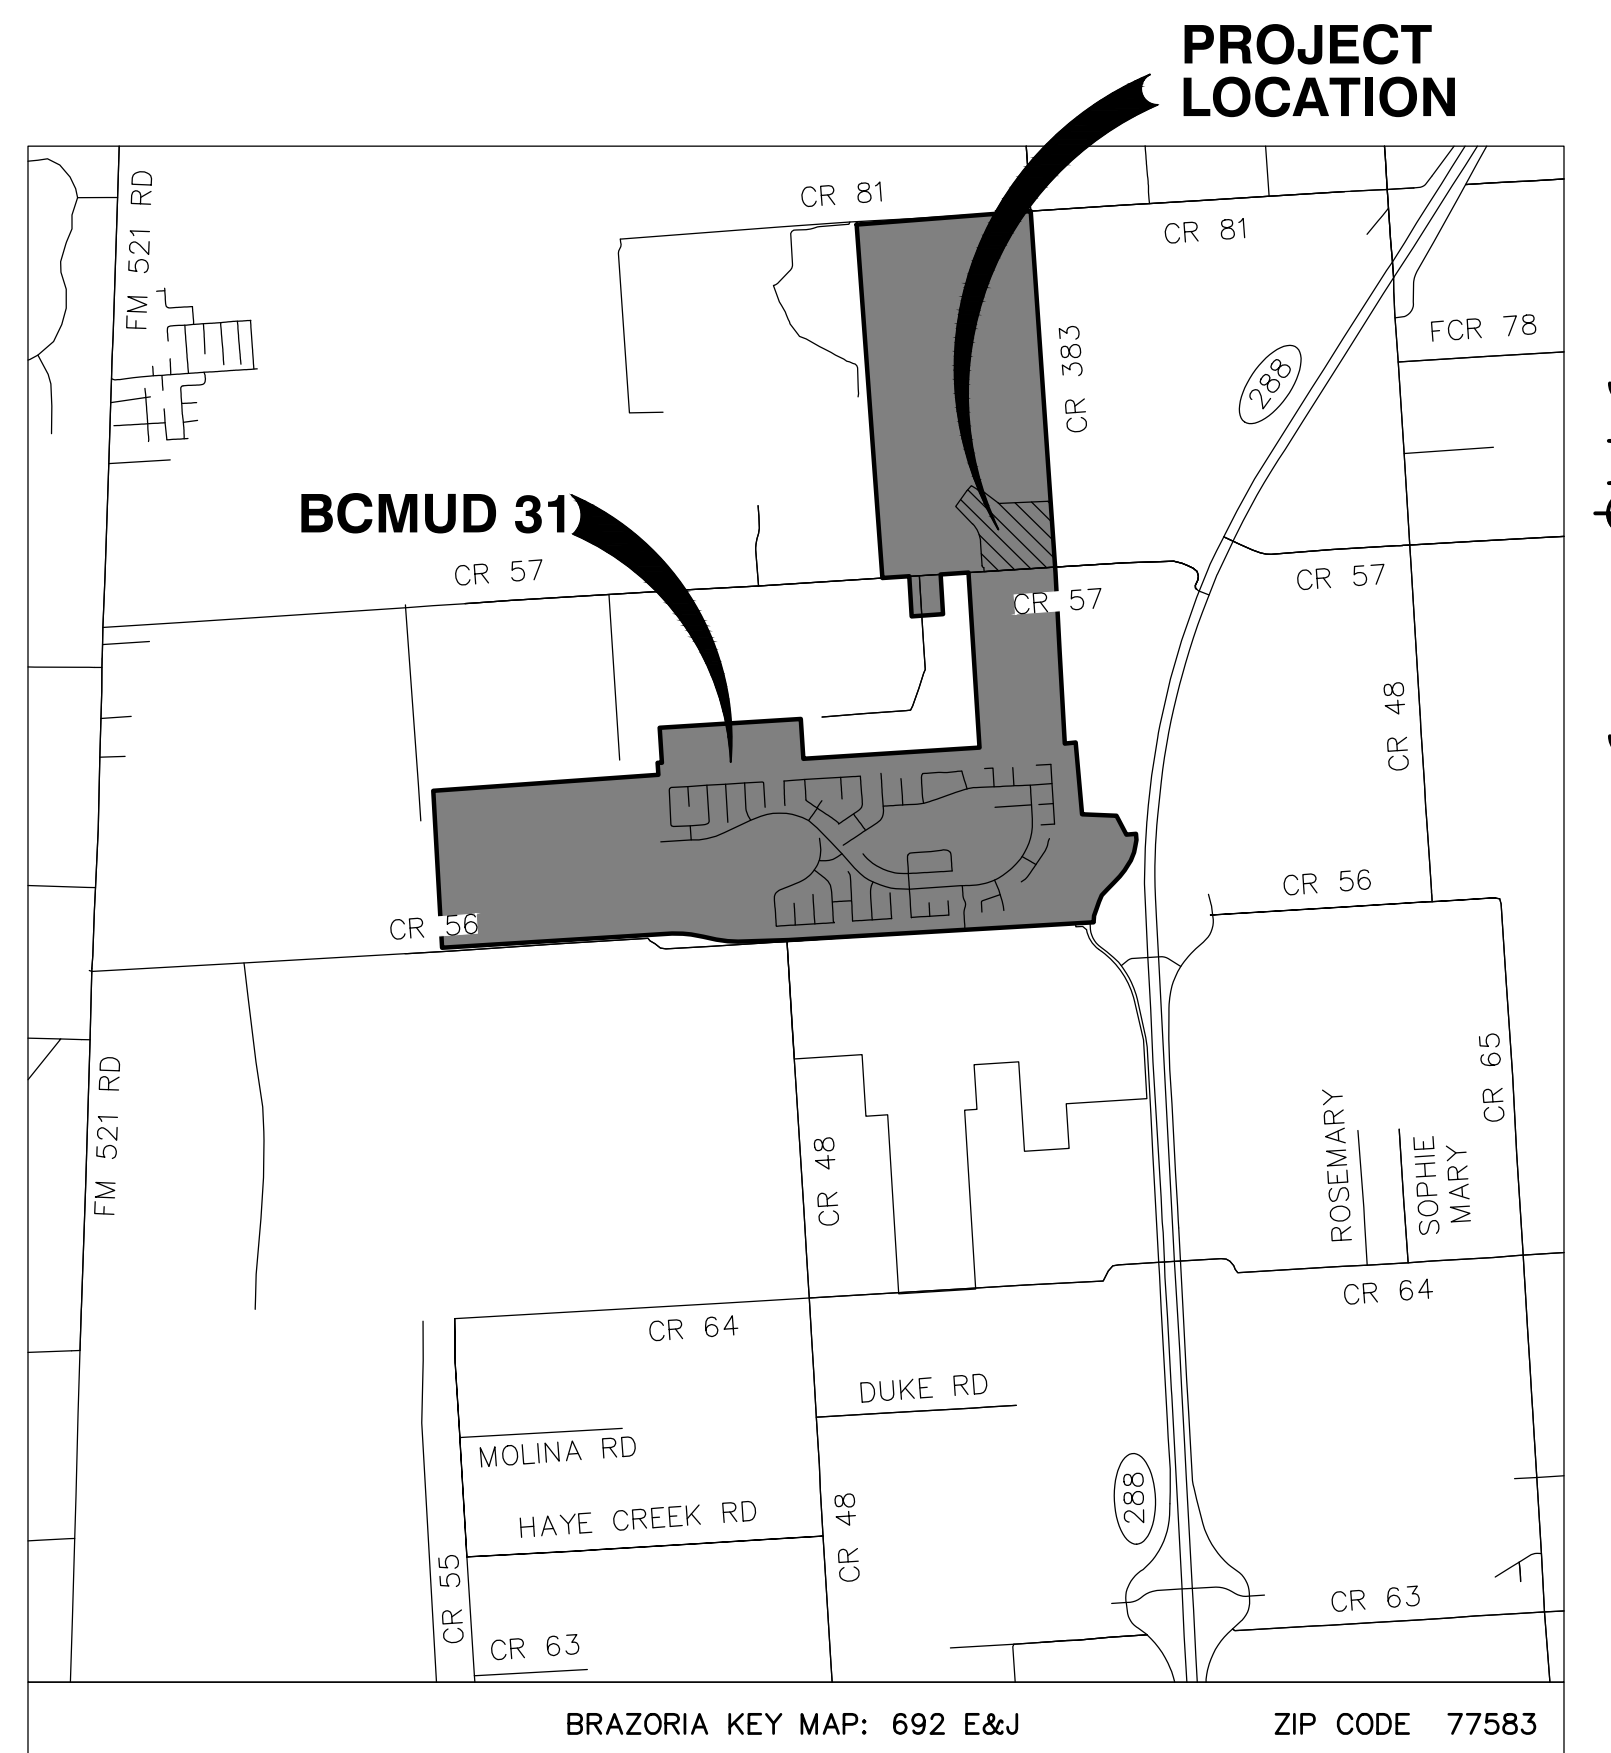 PROJECT
LOCATION
CR 81
FM 521 RD
CR 81
FCR 78
CR 383
288
BCMUD 31
CR 57
CR 57
CR 57
CR 48
CR 56
CR 56
FM 521 RD
CR 65
ROSEMARY
SOPHIE
MARY
CR 48
CR 64
CR 64
DUKE RD
MOLINA RD
288
HAYE CREEK RD
CR 48
CR 55
CR 63
CR 63
BRAZORIA KEY MAP: 692 E&J
ZIP CODE 77583